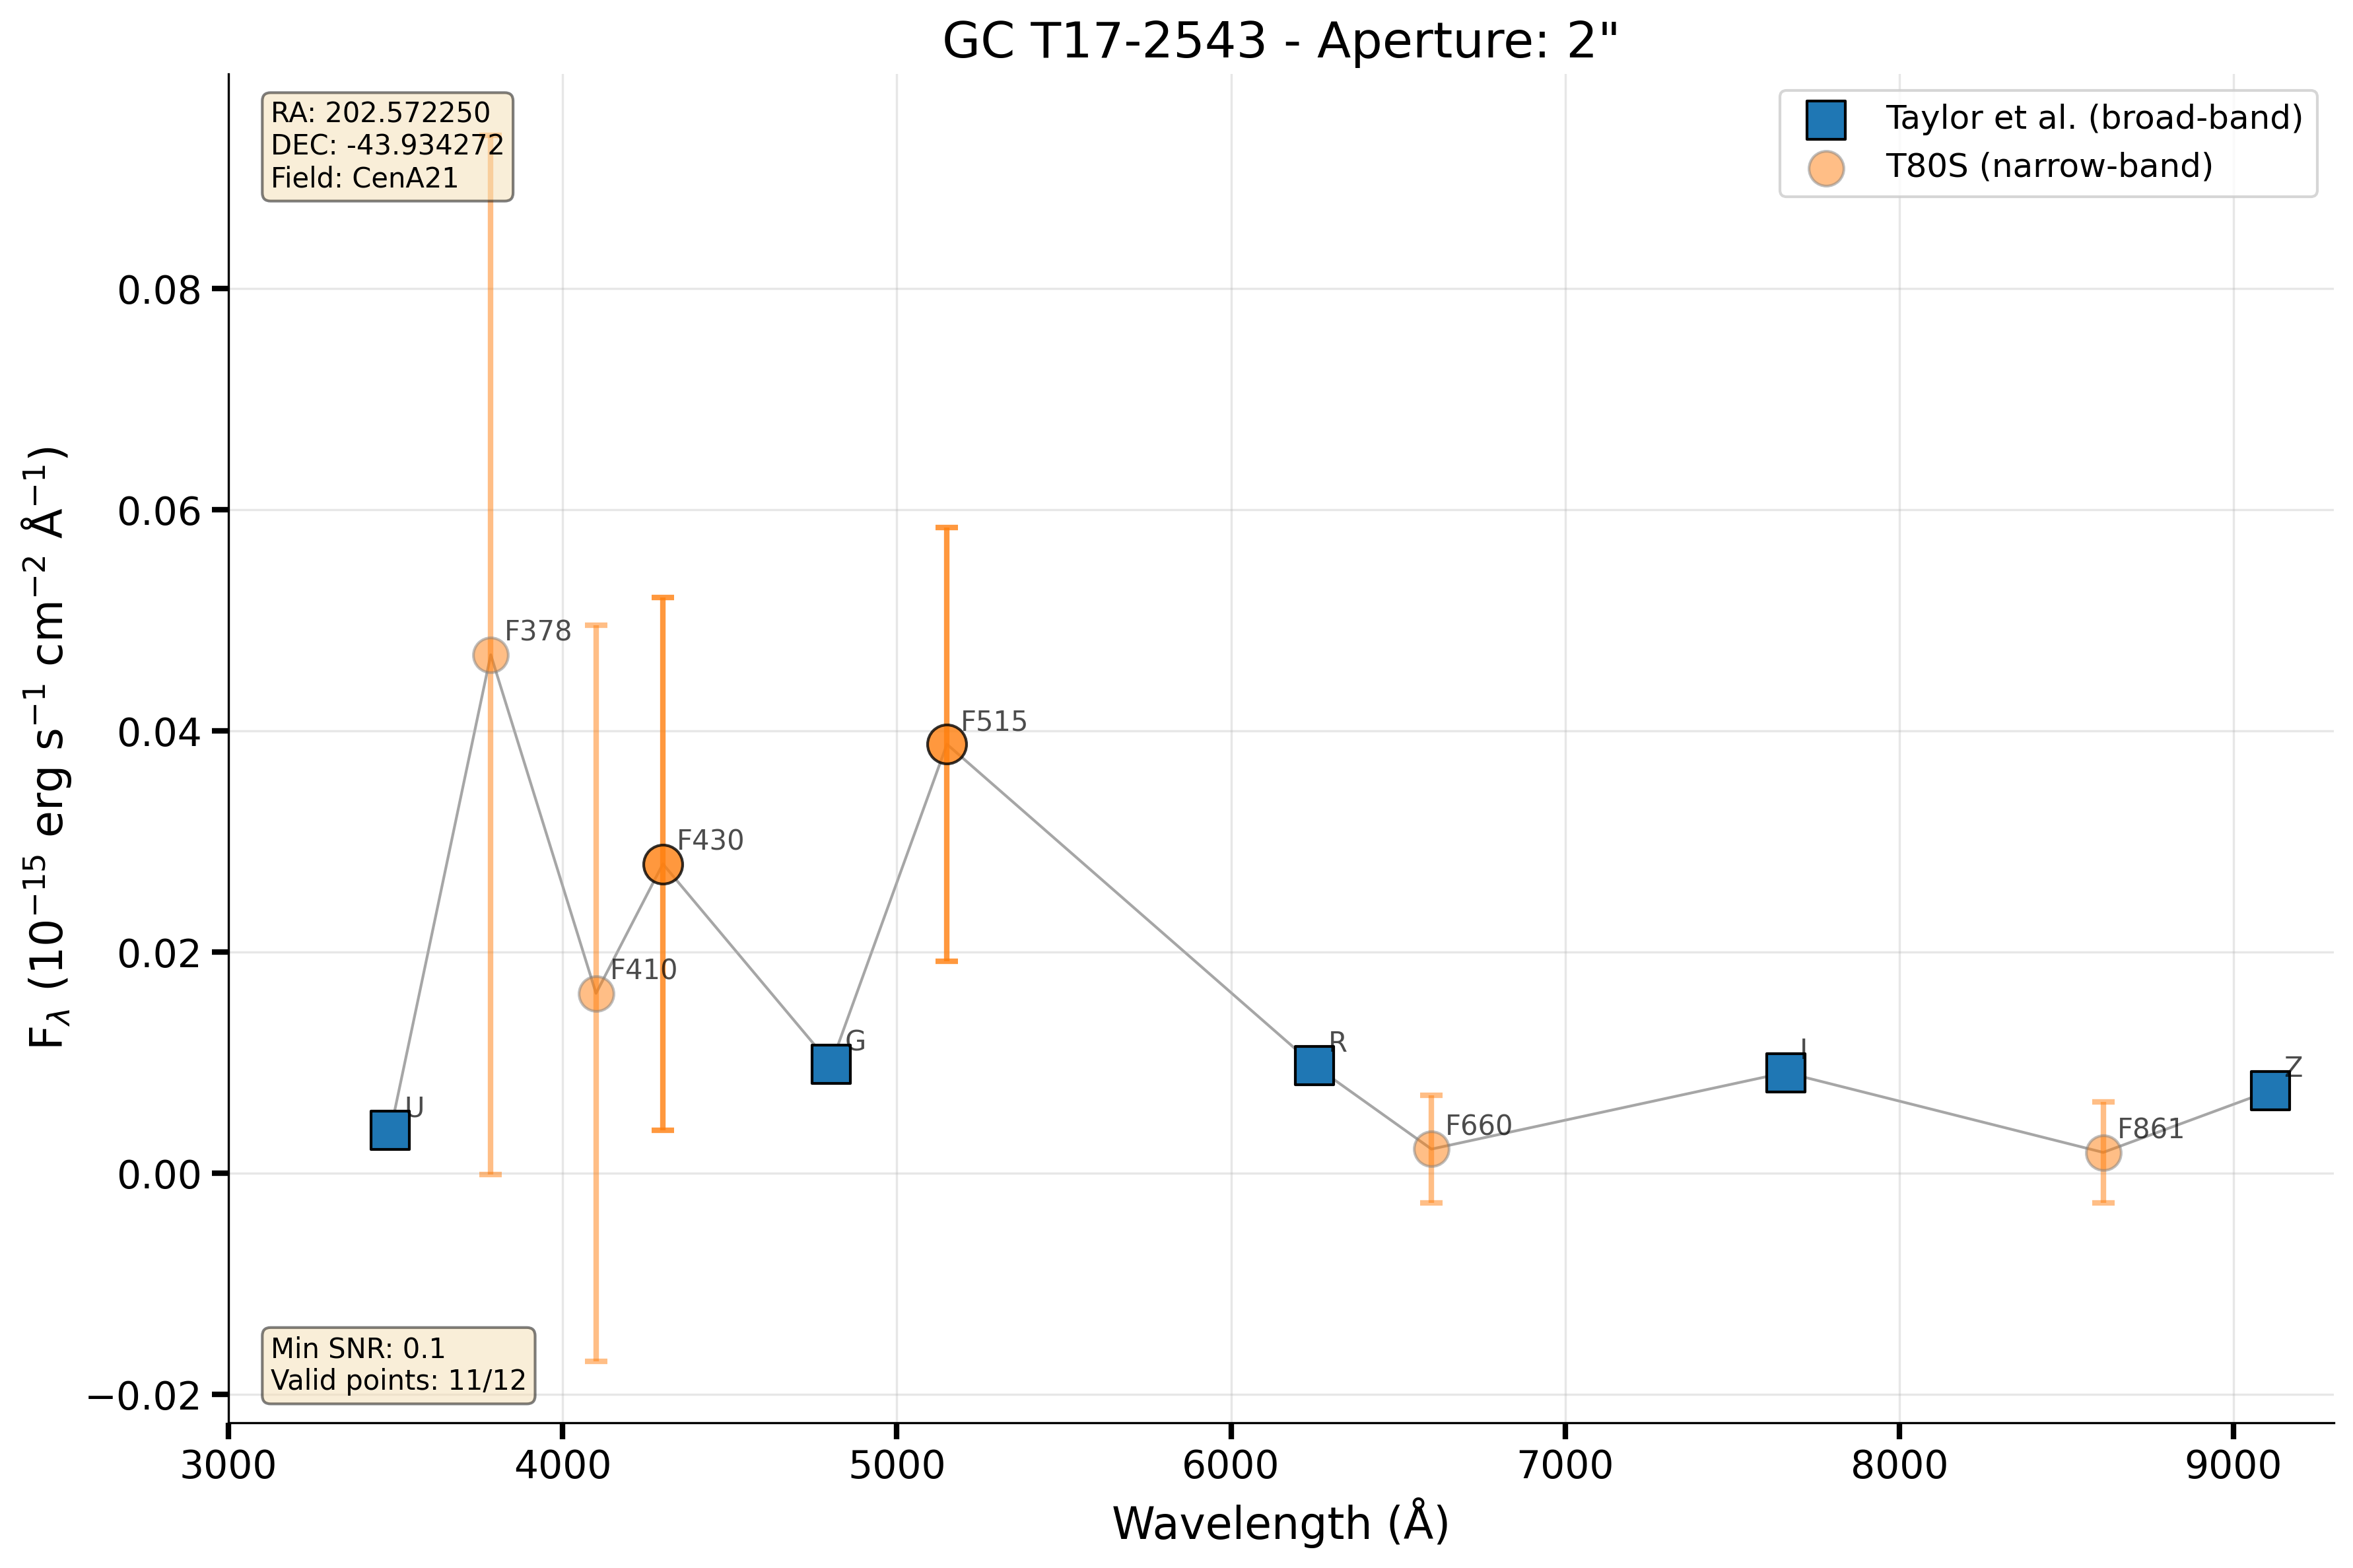 GC T17-2543 - Aperture: 2"
RA: 202.572250
DEC: -43.934272
Field: CenA21
Taylor et al. (broad-band)
T80S (narrow-band)
F_λ (10⁻¹⁵ erg s⁻¹ cm⁻² Å⁻¹)
0.08
0.06
0.04
0.02
0.00
−0.02
U
F378
F410
F430
G
F515
R
F660
I
F861
Z
Min SNR: 0.1
Valid points: 11/12
3000 4000 5000 6000 7000 8000 9000
Wavelength (Å)